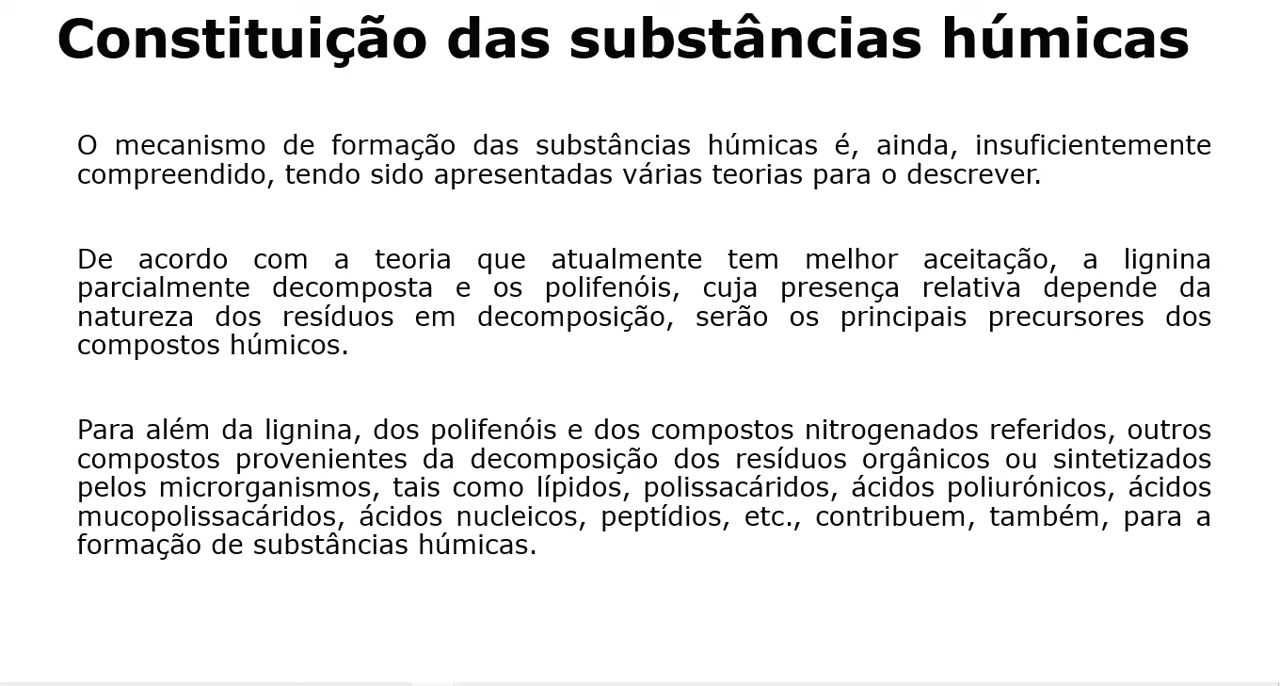 Constituição das substâncias húmicas
O mecanismo de formação das substâncias húmicas é, ainda, insuficientemente
compreendido, tendo sido apresentadas várias teorias para o descrever.
De acordo com a teoria que atualmente tem melhor aceitação, a lignina
parcialmente decomposta e os polifenóis, cuja presença relativa depende da
natureza dos resíduos em decomposição, serão os principais precursores dos
compostos húmicos.
Para além da lignina, dos polifenóis e dos compostos nitrogenados referidos, outros
compostos provenientes da decomposição dos resíduos orgânicos ou sintetizados
pelos microrganismos, tais como lípidos, polissacáridos, ácidos poliurónicos, ácidos
mucopolissacáridos, ácidos nucleicos, peptídios, etc., contribuem, também, para a
formação de substâncias húmicas.